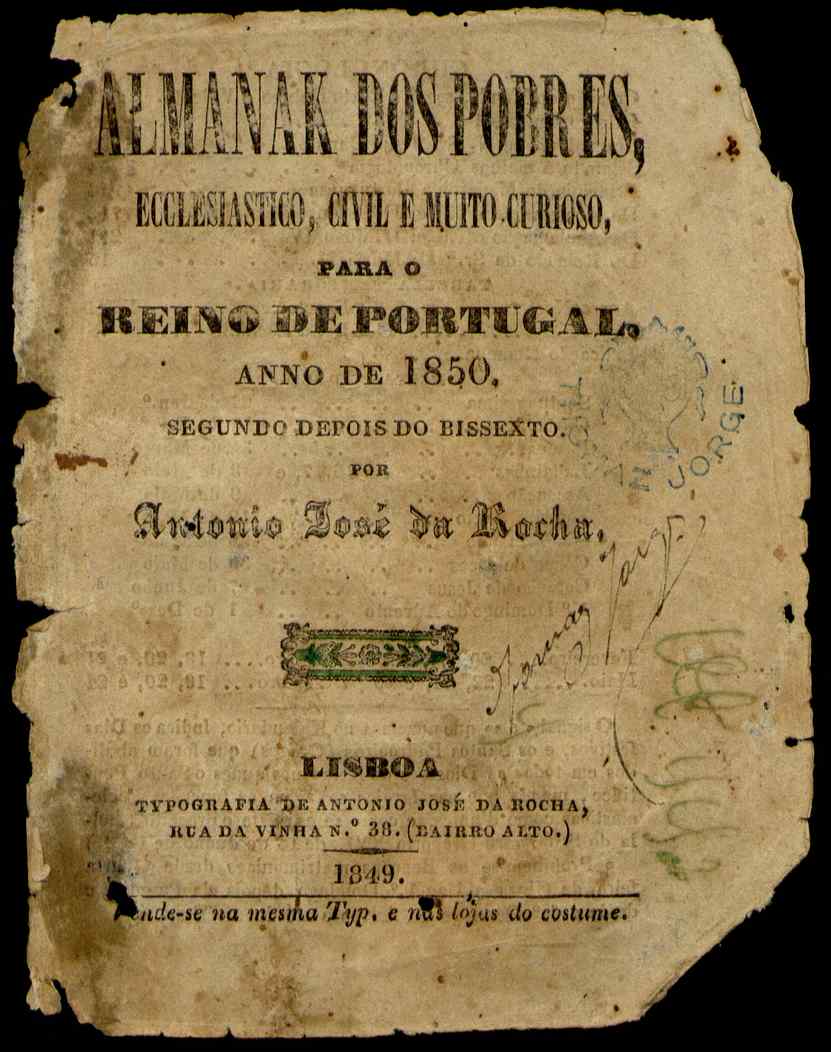 ALMANAK DOS POBRES,
ECCLESIASTICO, CIVIL E MUITO CURIOSO,
PARA O
REINO DE PORTUGAL,
ANNO DE 1850.
SEGUNDO DEPOIS DO BISSEXTO.
POR
Antonio José da Rocha.
JORGE
LISBOA
TYPOGRAFIA DE ANTONIO JOSÉ DA ROCHA,
RUA DA VINHA N.º 38. (BAIRRO ALTO.)
1849.
ende-se na mesma Typ. e nas lojas do costume.